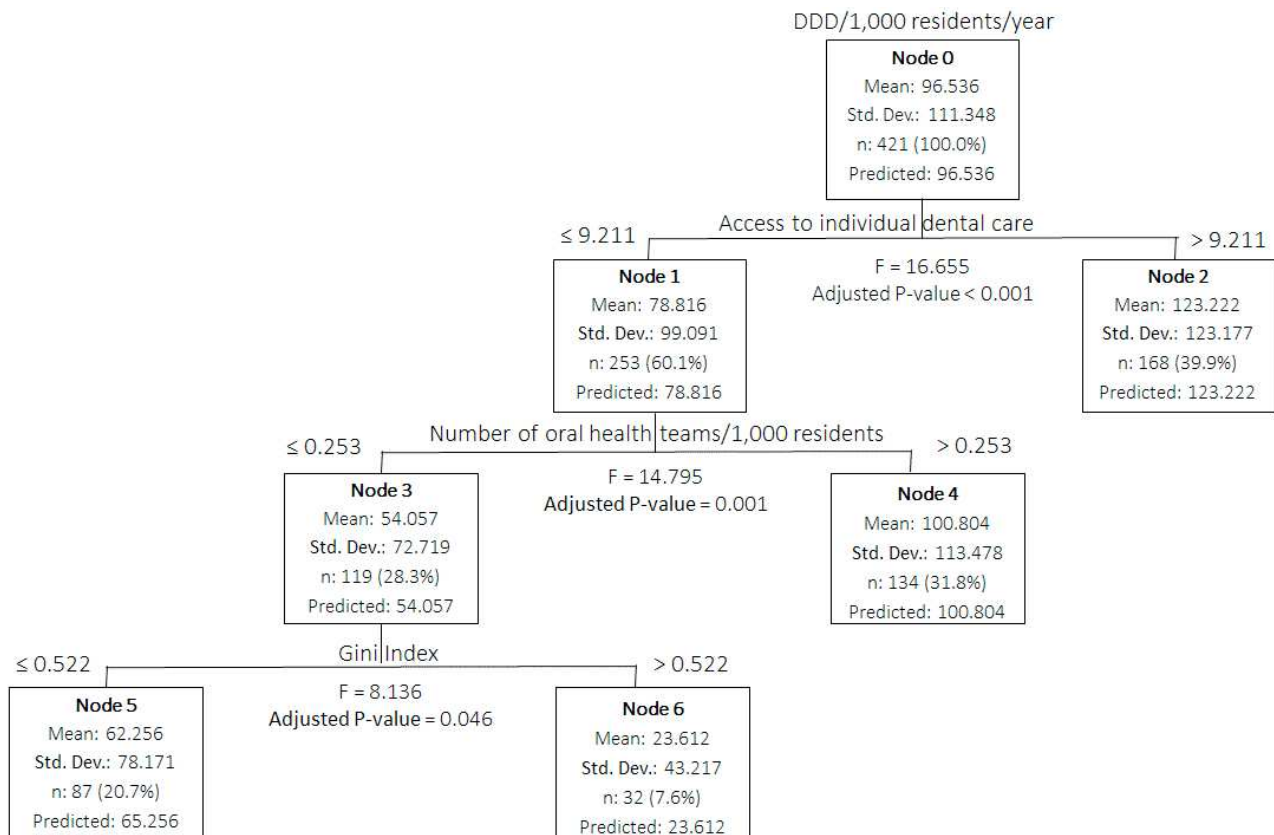 DDD/1,000 residents/year
Node 0
Mean: 96.536
Std. Dev.: 111.348
n: 421 (100.0%)
Predicted: 96.536
Access to individual dental care
≤ 9.211
> 9.211
F = 16.655
Adjusted P-value < 0.001
Node 1
Mean: 78.816
Std. Dev.: 99.091
n: 253 (60.1%)
Predicted: 78.816
Node 2
Mean: 123.222
Std. Dev.: 123.177
n: 168 (39.9%)
Predicted: 123.222
Number of oral health teams/1,000 residents
≤ 0.253
> 0.253
F = 14.795
Adjusted P-value = 0.001
Node 3
Mean: 54.057
Std. Dev.: 72.719
n: 119 (28.3%)
Predicted: 54.057
Node 4
Mean: 100.804
Std. Dev.: 113.478
n: 134 (31.8%)
Predicted: 100.804
Gini Index
≤ 0.522
> 0.522
F = 8.136
Adjusted P-value = 0.046
Node 5
Mean: 62.256
Std. Dev.: 78.171
n: 87 (20.7%)
Predicted: 65.256
Node 6
Mean: 23.612
Std. Dev.: 43.217
n: 32 (7.6%)
Predicted: 23.612